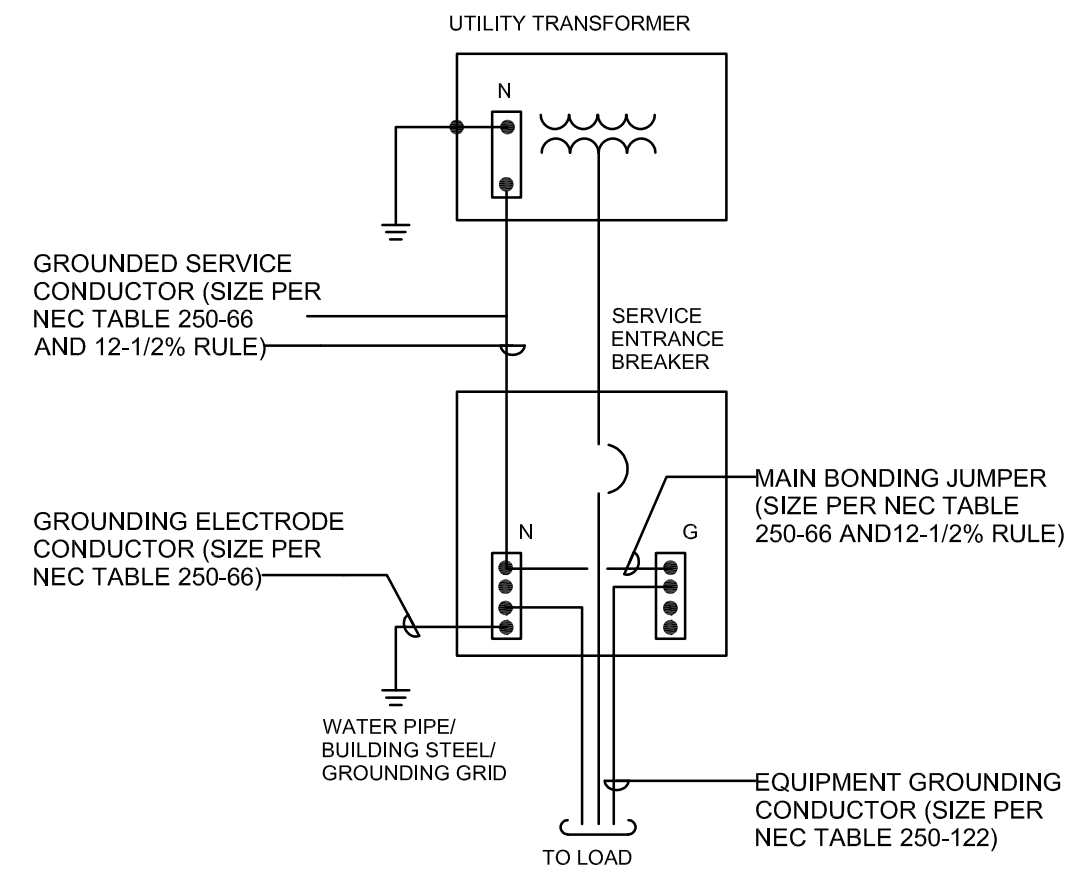 UTILITY TRANSFORMER
N
GROUNDED SERVICE
CONDUCTOR (SIZE PER
NEC TABLE 250-66
AND 12-1/2% RULE)
SERVICE
ENTRANCE
BREAKER
MAIN BONDING JUMPER
(SIZE PER NEC TABLE
250-66 AND12-1/2% RULE)
GROUNDING ELECTRODE
CONDUCTOR (SIZE PER
NEC TABLE 250-66)
N
G
WATER PIPE/
BUILDING STEEL/
GROUNDING GRID
EQUIPMENT GROUNDING
CONDUCTOR (SIZE PER
NEC TABLE 250-122)
TO LOAD